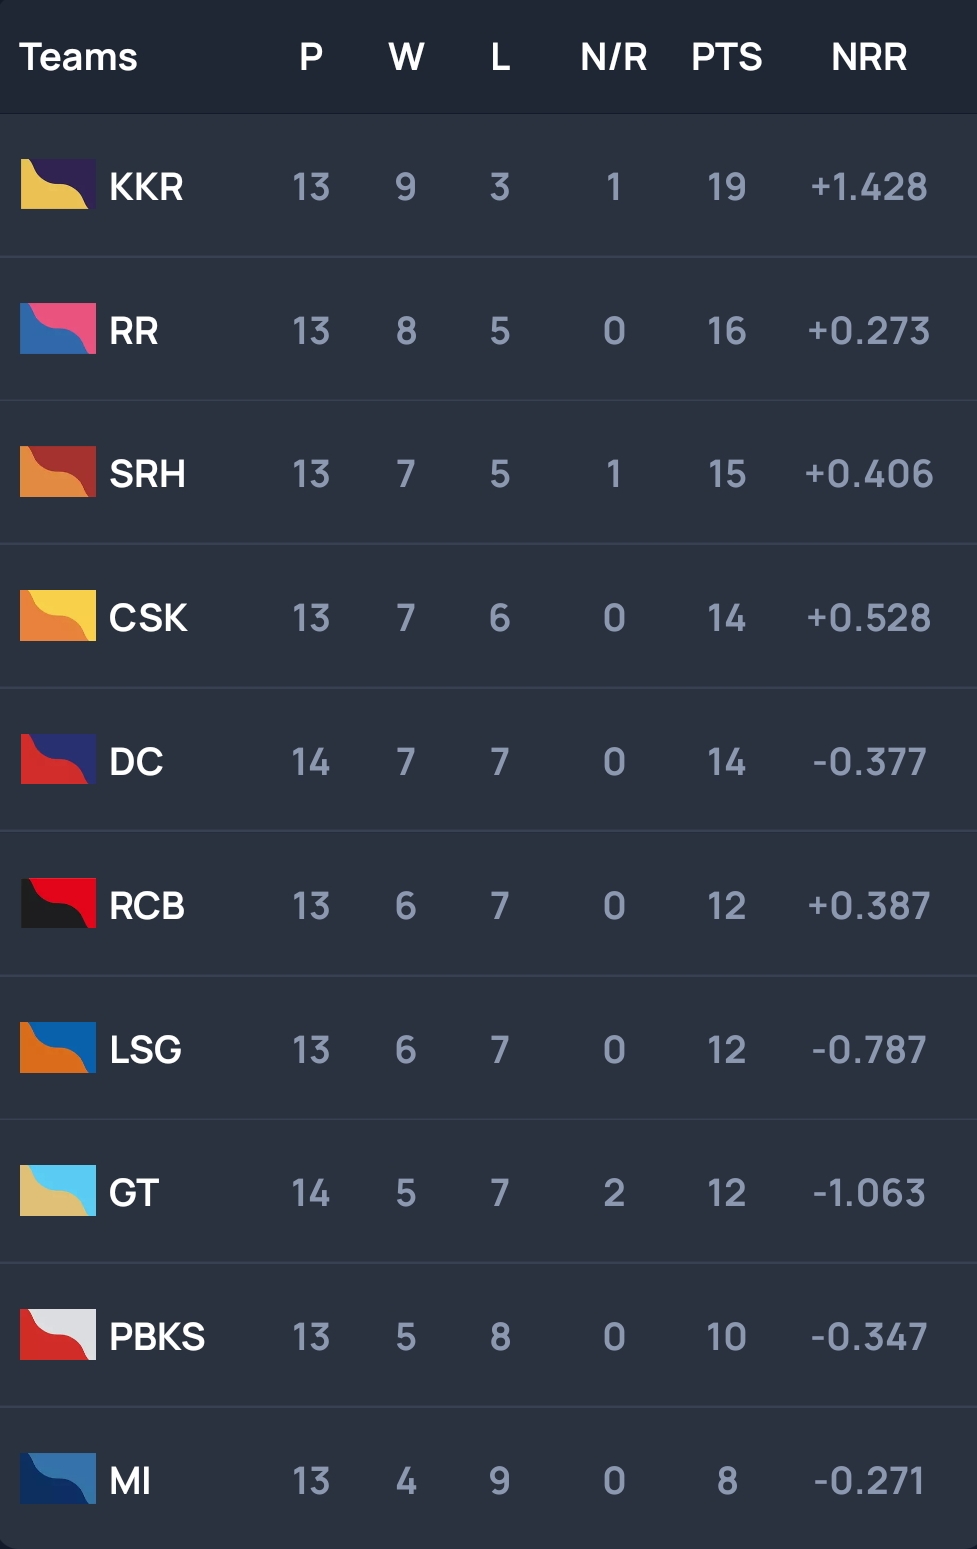 Teams P W L N/R PTS NRR
KKR 13 9 3 1 19 +1.428
RR 13 8 5 0 16 +0.273
SRH 13 7 5 1 15 +0.406
CSK 13 7 6 0 14 +0.528
DC 14 7 7 0 14 -0.377
RCB 13 6 7 0 12 +0.387
LSG 13 6 7 0 12 -0.787
GT 14 5 7 2 12 -1.063
PBKS 13 5 8 0 10 -0.347
MI 13 4 9 0 8 -0.271